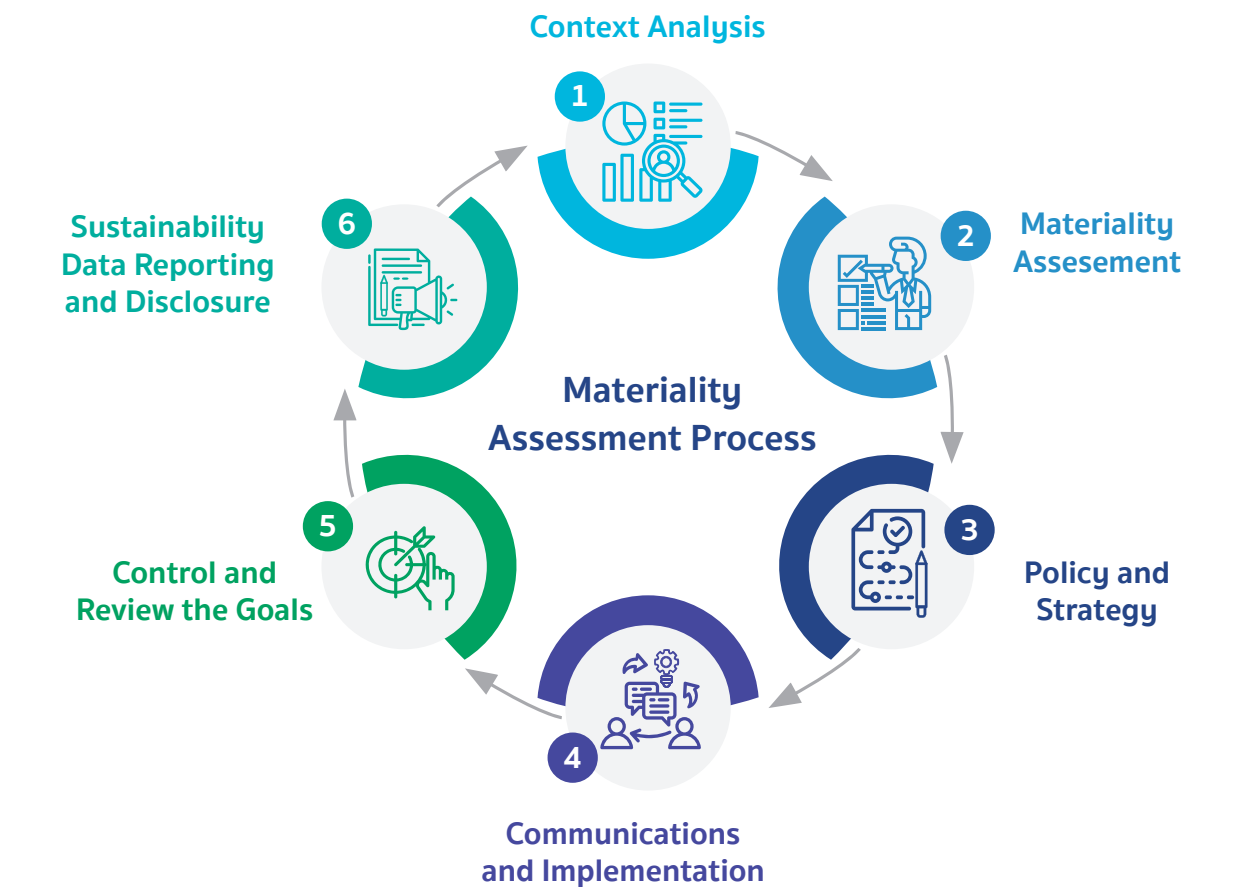 Context Analysis
1
2
Materiality
Assesement
3
Policy and
Strategy
4
Communications
and Implementation
5
Control and
Review the Goals
6
Sustainability
Data Reporting
and Disclosure
Materiality
Assessment Process